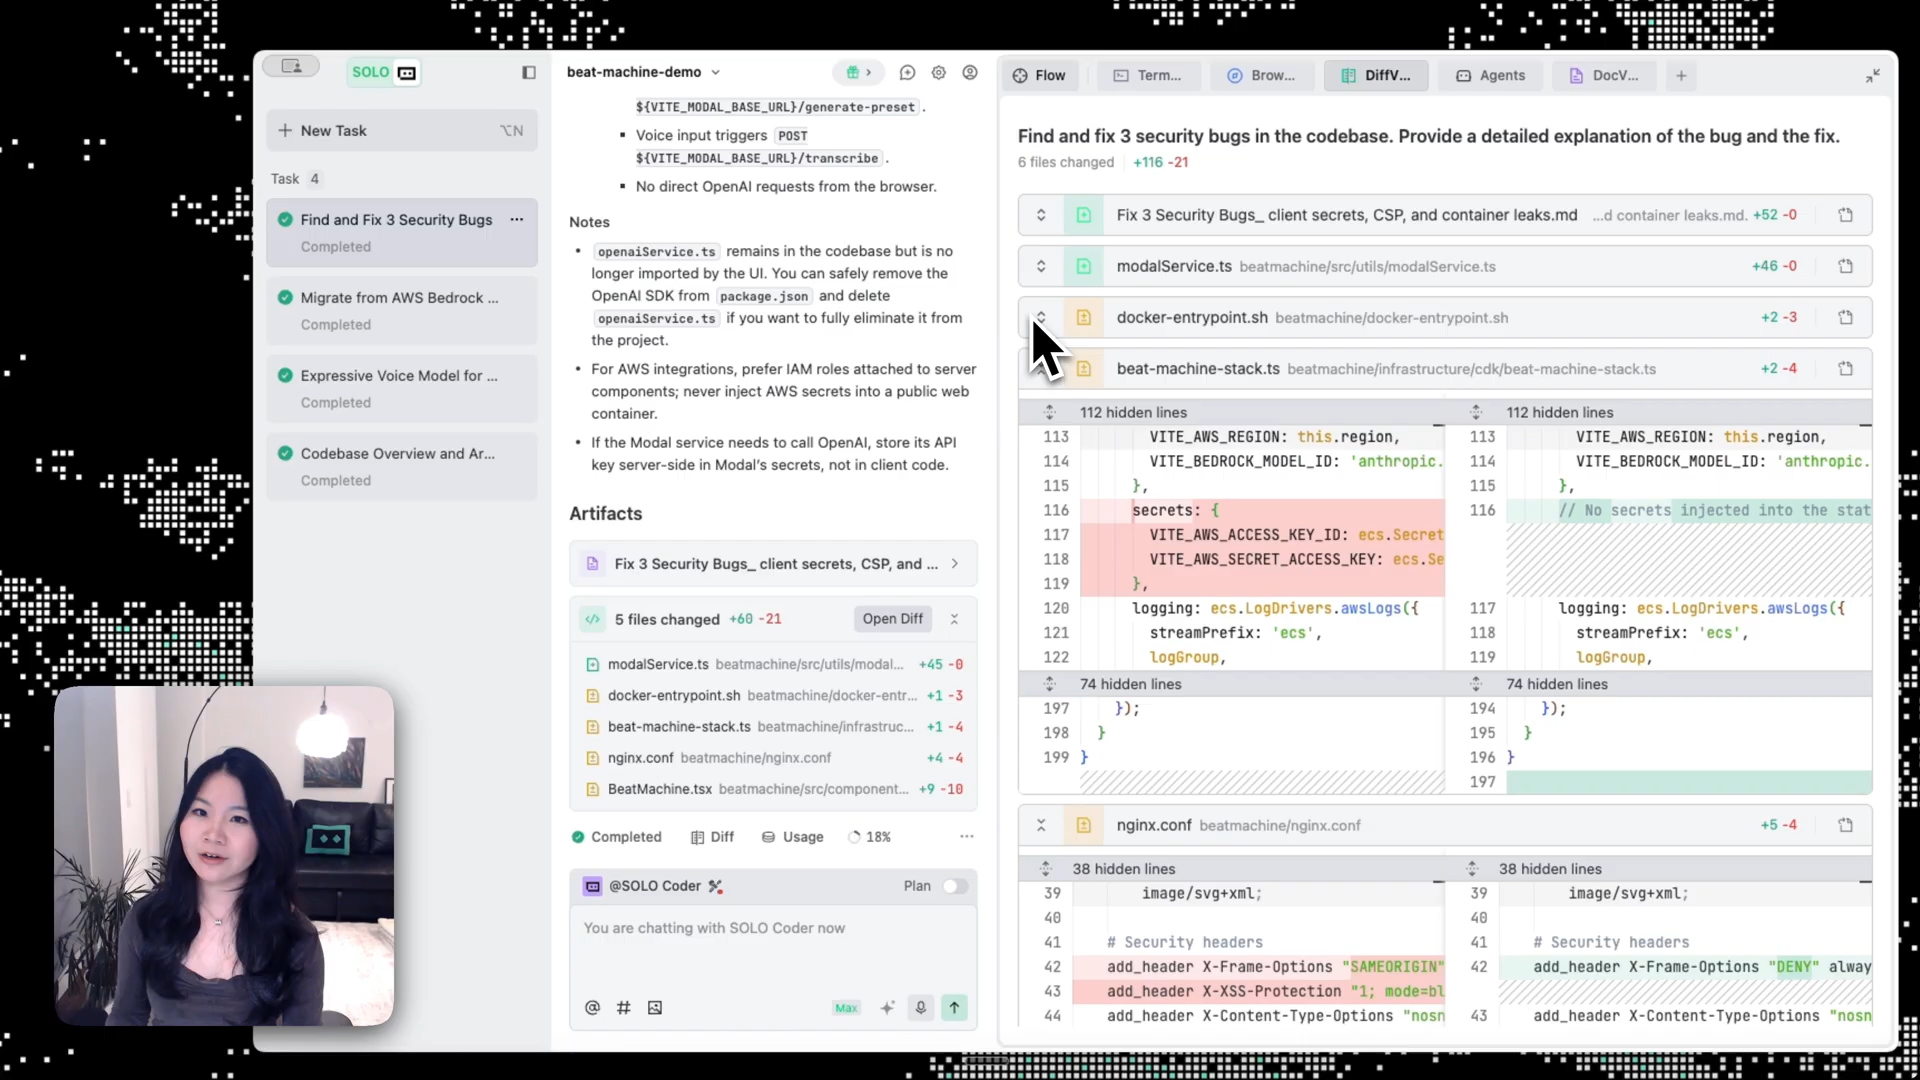 SOLO
New Task
⌥N
Task 4
Find and Fix 3 Security Bugs
Completed
Migrate from AWS Bedrock ...
Completed
Expressive Voice Model for ...
Completed
Codebase Overview and Ar...
Completed
beat-machine-demo
${VITE_MODAL_BASE_URL}/generate-preset .
Voice input triggers POST
${VITE_MODAL_BASE_URL}/transcribe .
No direct OpenAI requests from the browser.
Notes
openaiService.ts remains in the codebase but is no
longer imported by the UI. You can safely remove the
OpenAI SDK from package.json and delete
openaiService.ts if you want to fully eliminate it from
the project.
For AWS integrations, prefer IAM roles attached to server
components; never inject AWS secrets into a public web
container.
If the Modal service needs to call OpenAI, store its API
key server-side in Modal's secrets, not in client code.
Artifacts
Fix 3 Security Bugs_ client secrets, CSP, and ...
5 files changed +60 -21 Open Diff
modalService.ts beatmachine/src/utils/modal... +45 -0
docker-entrypoint.sh beatmachine/docker-entr... +1 -3
beat-machine-stack.ts beatmachine/infrastruc... +1 -4
nginx.conf beatmachine/nginx.conf +4 -4
BeatMachine.tsx beatmachine/src/component... +9 -10
Completed Diff Usage 18% ...
@SOLO Coder Plan
You are chatting with SOLO Coder now
Max
Flow Term... Brow... DiffV... Agents DocV...
Find and fix 3 security bugs in the codebase. Provide a detailed explanation of the bug and the fix.
6 files changed +116 -21
Fix 3 Security Bugs_ client secrets, CSP, and container leaks.md ...d container leaks.md. +52 -0
modalService.ts beatmachine/src/utils/modalService.ts +46 -0
docker-entrypoint.sh beatmachine/docker-entrypoint.sh +2 -3
beat-machine-stack.ts beatmachine/infrastructure/cdk/beat-machine-stack.ts +2 -4
112 hidden lines 112 hidden lines
113 VITE_AWS_REGION: this.region, 113 VITE_AWS_REGION: this.region,
114 VITE_BEDROCK_MODEL_ID: 'anthropic. 114 VITE_BEDROCK_MODEL_ID: 'anthropic.
115 }, 115 },
116 secrets: { 116 // No secrets injected into the stat
117 VITE_AWS_ACCESS_KEY_ID: ecs.Secret
118 VITE_AWS_SECRET_ACCESS_KEY: ecs.Se
119 },
120 logging: ecs.LogDrivers.awsLogs({ 117 logging: ecs.LogDrivers.awsLogs({
121 streamPrefix: 'ecs', 118 streamPrefix: 'ecs',
122 logGroup, 119 logGroup,
74 hidden lines 74 hidden lines
197 }); 194 });
198 } 195 }
199 } 196 }
197
nginx.conf beatmachine/nginx.conf +5 -4
38 hidden lines 38 hidden lines
39 image/svg+xml; 39 image/svg+xml;
40 40
41 # Security headers 41 # Security headers
42 add_header X-Frame-Options "SAMEORIGIN" 42 add_header X-Frame-Options "DENY" alway
43 add_header X-XSS-Protection "1; mode=bl
44 add_header X-Content-Type-Options "nosn 43 add_header X-Content-Type-Options "nosn